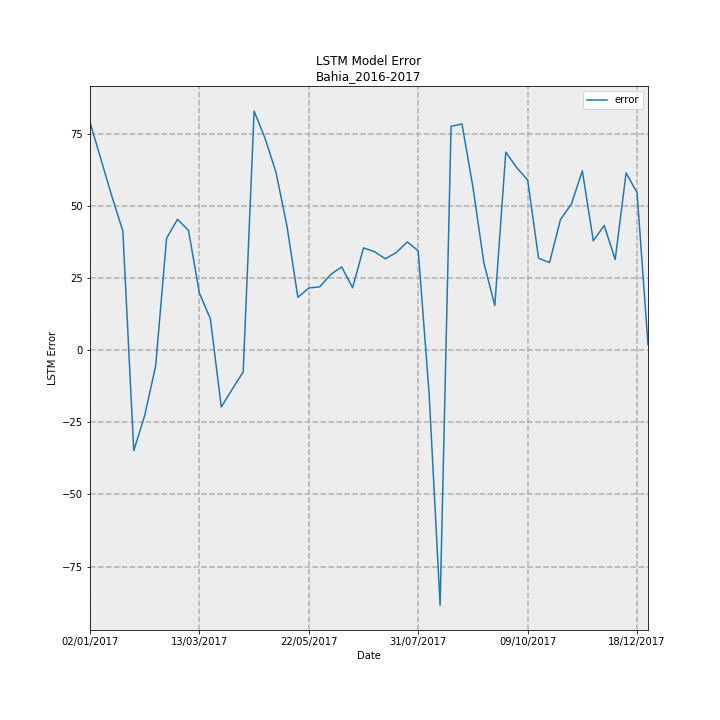 LSTM Model Error
Bahia_2016-2017
error
75
50
25
0
−25
−50
−75
LSTM Error
02/01/2017 13/03/2017 22/05/2017 31/07/2017 09/10/2017 18/12/2017
Date